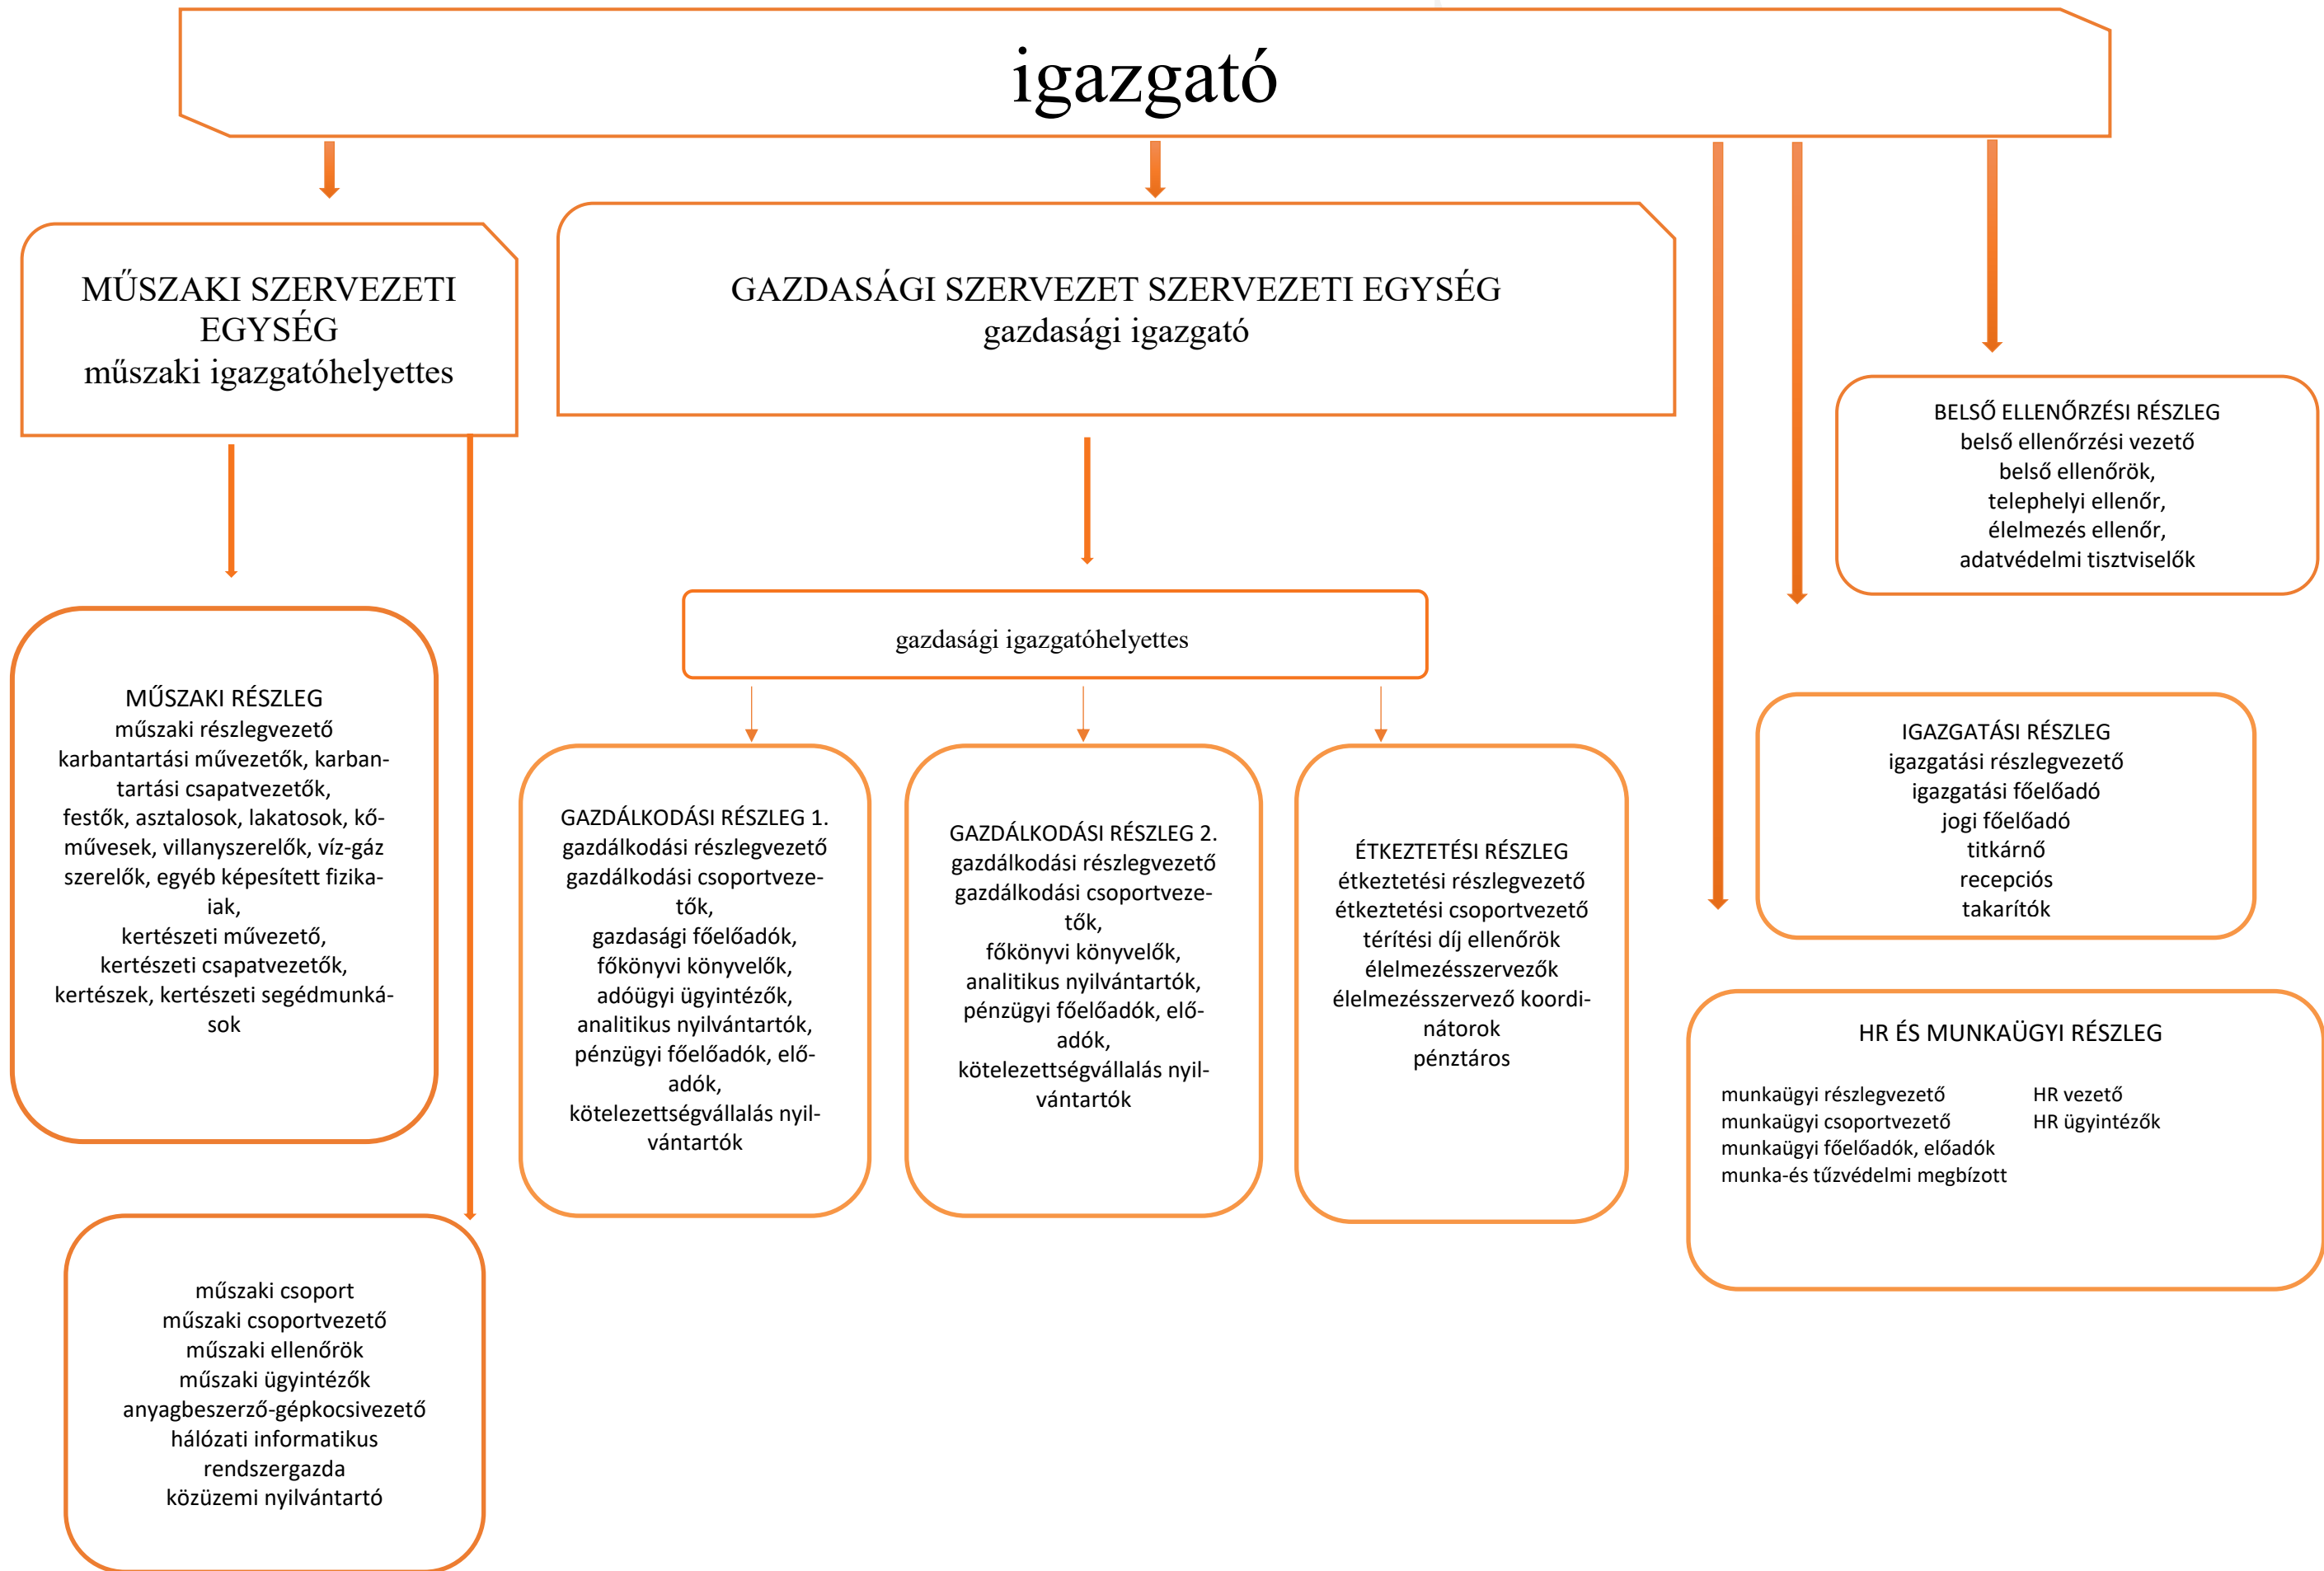 igazgató
MŰSZAKI SZERVEZETI
EGYSÉG
műszaki igazgatóhelyettes
GAZDASÁGI SZERVEZET SZERVEZETI EGYSÉG
gazdasági igazgató
BELSŐ ELLENŐRZÉSI RÉSZLEG
belső ellenőrzési vezető
belső ellenőrök,
telephelyi ellenőr,
élelmezés ellenőr,
adatvédelmi tisztviselők
gazdasági igazgatóhelyettes
MŰSZAKI RÉSZLEG
műszaki részlegvezető
karbantartási művezetők, karban-
tartási csapatvezetők,
festők, asztalosok, lakatosok, kő-
művesek, villanyszerelők, víz-gáz
szerelők, egyéb képesített fizika-
iak,
kertészeti művezető,
kertészeti csapatvezetők,
kertészek, kertészeti segédmunká-
sok
GAZDÁLKODÁSI RÉSZLEG 1.
gazdálkodási részlegvezető
gazdálkodási csoportveze-
tők,
gazdasági főelőadók,
főkönyvi könyvelők,
adóügyi ügyintézők,
analitikus nyilvántartók,
pénzügyi főelőadók, elő-
adók,
kötelezettségvállalás nyil-
vántartók
GAZDÁLKODÁSI RÉSZLEG 2.
gazdálkodási részlegvezető
gazdálkodási csoportveze-
tők,
főkönyvi könyvelők,
analitikus nyilvántartók,
pénzügyi főelőadók, elő-
adók,
kötelezettségvállalás nyil-
vántartók
ÉTKEZTETÉSI RÉSZLEG
étkeztetési részlegvezető
étkeztetési csoportvezető
térítési díj ellenőrök
élelmezésszervezők
élelmezésszervező koordi-
nátorok
pénztáros
IGAZGATÁSI RÉSZLEG
igazgatási részlegvezető
igazgatási főelőadó
jogi főelőadó
titkárnő
recepciós
takarítók
HR ÉS MUNKAÜGYI RÉSZLEG
munkaügyi részlegvezető HR vezető
munkaügyi csoportvezető HR ügyintézők
munkaügyi főelőadók, előadók
munka-és tűzvédelmi megbízott
műszaki csoport
műszaki csoportvezető
műszaki ellenőrök
műszaki ügyintézők
anyagbeszerző-gépkocsivezető
hálózati informatikus
rendszergazda
közüzemi nyilvántartó